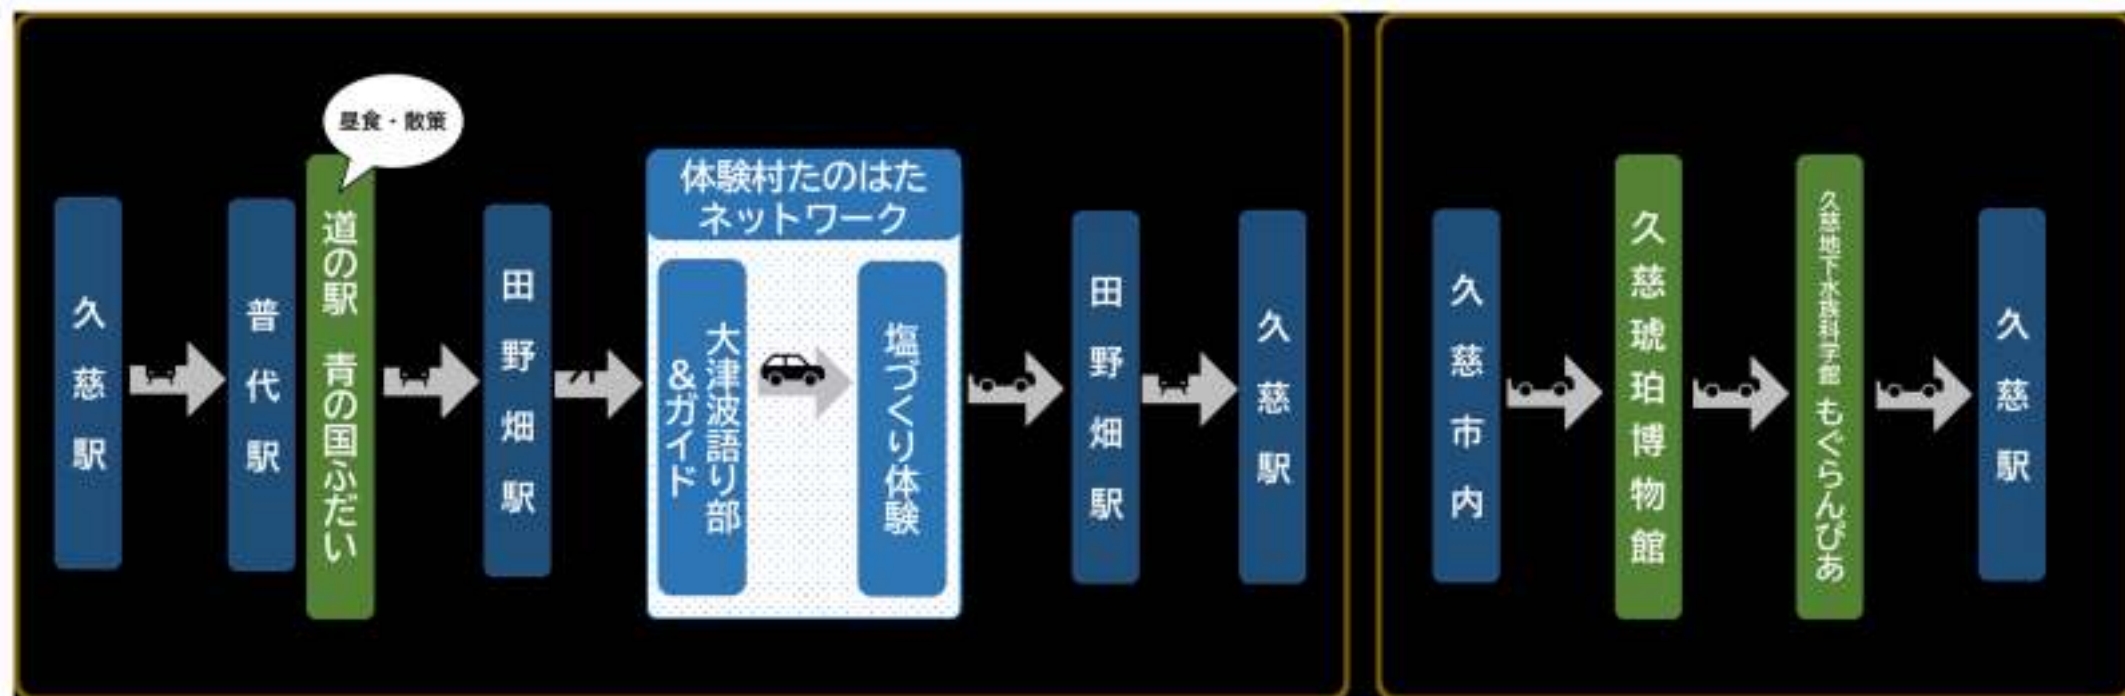 久慈駅
普代駅
昼食・散策
道の駅 青の国ふだい
田野畑駅
体験村たのはた
ネットワーク
大津波語り部
&ガイド
塩づくり体験
田野畑駅
久慈駅
久慈市内
久慈琥珀博物館
久慈地下水族科学館 もぐらんぴあ
久慈駅